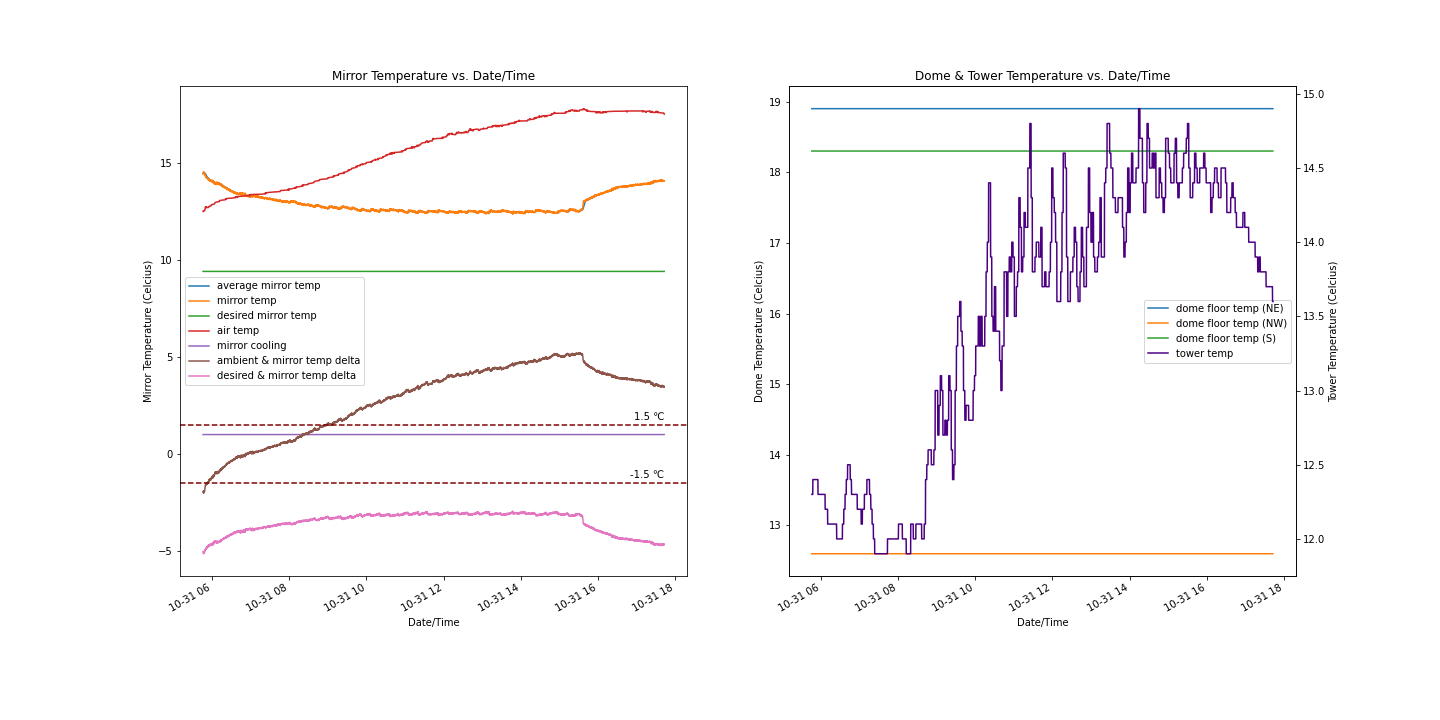 Mirror Temperature vs. Date/Time
15
10
5
0
−5
Mirror Temperature (Celcius)
average mirror temp
mirror temp
desired mirror temp
air temp
mirror cooling
ambient & mirror temp delta
desired & mirror temp delta
1.5 °C
-1.5 °C
10-31 06
10-31 08
10-31 10
10-31 12
10-31 14
10-31 16
10-31 18
Date/Time
Dome & Tower Temperature vs. Date/Time
19
18
17
16
15
14
13
Dome Temperature (Celcius)
dome floor temp (NE)
dome floor temp (NW)
dome floor temp (S)
tower temp
15.0
14.5
14.0
13.5
13.0
12.5
12.0
Tower Temperature (Celcius)
10-31 06
10-31 08
10-31 10
10-31 12
10-31 14
10-31 16
10-31 18
Date/Time